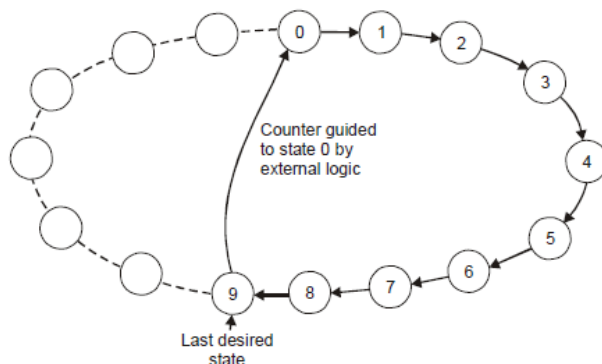 0
1
2
3
4
5
6
7
8
9
Counter guided
to state 0 by
external logic
Last desired
state